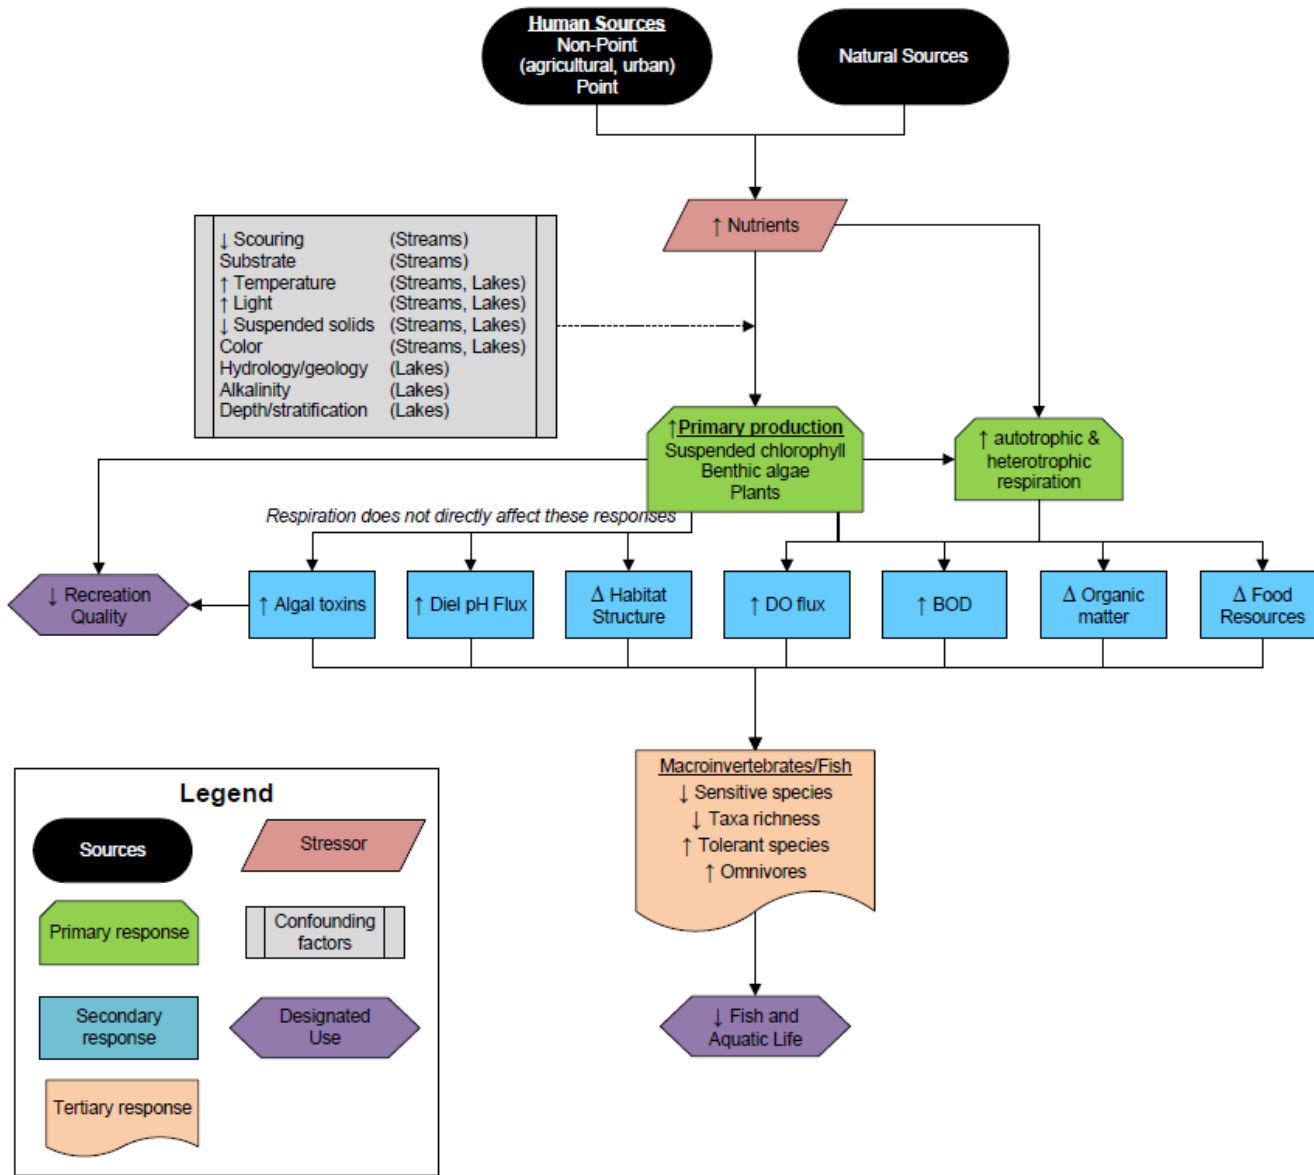 Human Sources
Non-Point
(agricultural, urban)
Point
Natural Sources
↑ Nutrients
↓ Scouring (Streams)
Substrate (Streams)
↑ Temperature (Streams, Lakes)
↑ Light (Streams, Lakes)
↓ Suspended solids (Streams, Lakes)
Color (Streams, Lakes)
Hydrology/geology (Lakes)
Alkalinity (Lakes)
Depth/stratification (Lakes)
↑Primary production
Suspended chlorophyll
Benthic algae
Plants
↑ autotrophic &
heterotrophic
respiration
Respiration does not directly affect these responses
↓ Recreation
Quality
↑ Algal toxins
↑ Diel pH Flux
Δ Habitat
Structure
↑ DO flux
↑ BOD
Δ Organic
matter
Δ Food
Resources
Macroinvertebrates/Fish
↓ Sensitive species
↓ Taxa richness
↑ Tolerant species
↑ Omnivores
↓ Fish and
Aquatic Life
Legend
Sources
Stressor
Primary response
Confounding
factors
Secondary
response
Designated
Use
Tertiary response